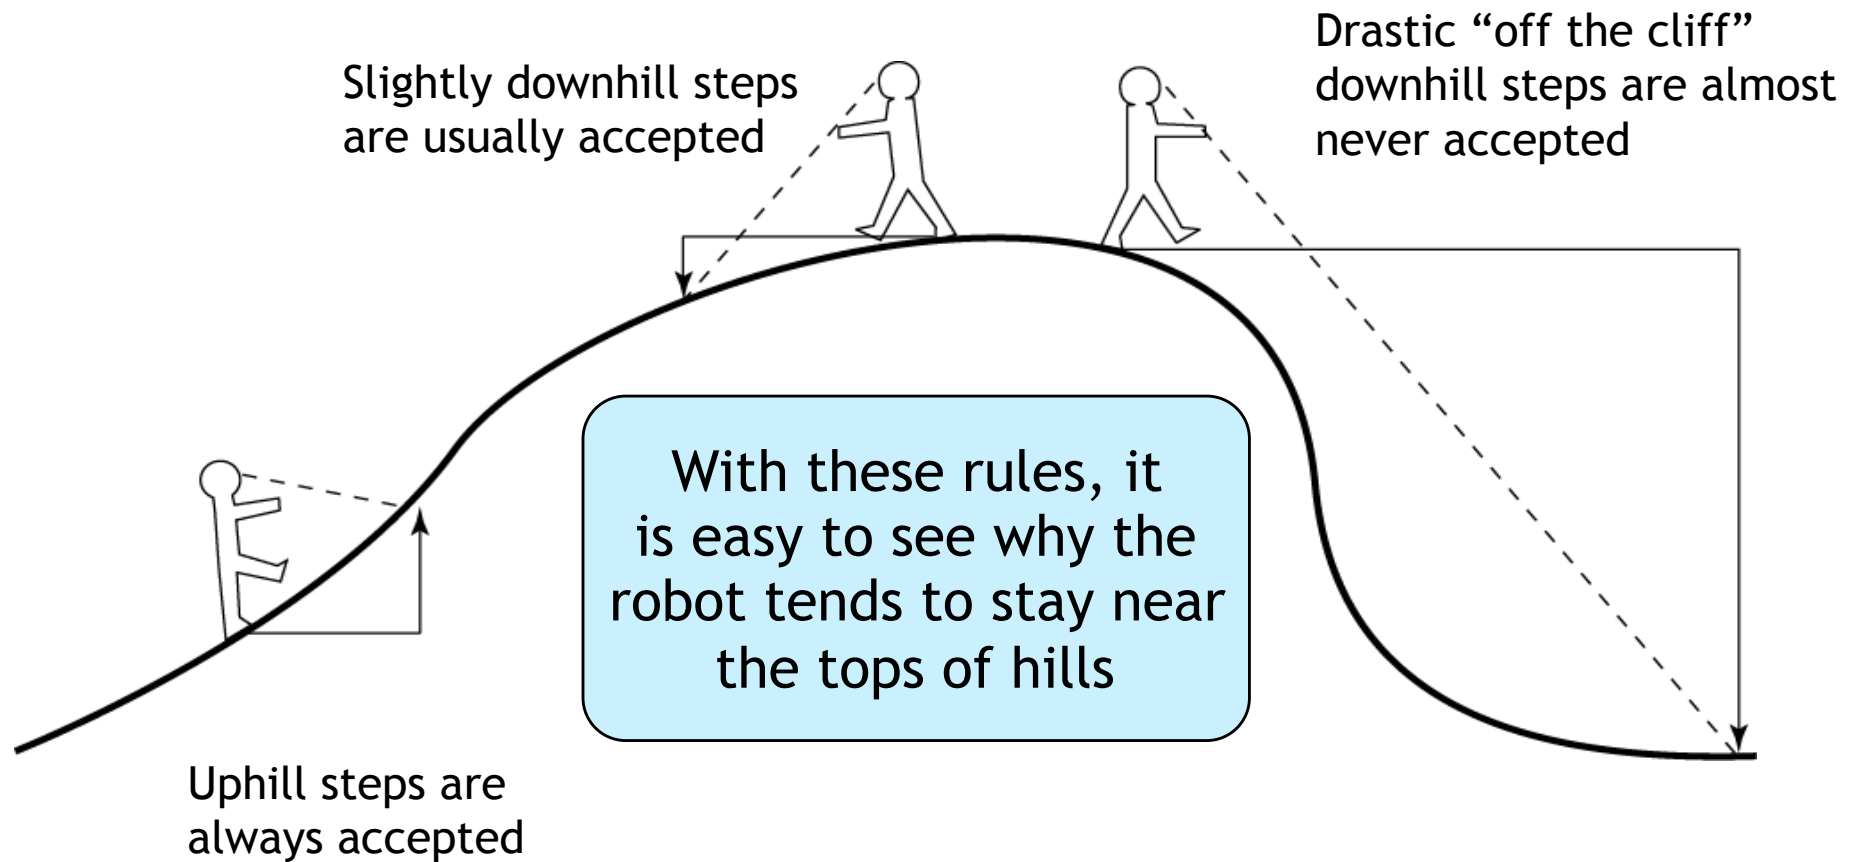 Slightly downhill steps
are usually accepted
Drastic “off the cliff”
downhill steps are almost
never accepted
With these rules, it
is easy to see why the
robot tends to stay near
the tops of hills
Uphill steps are
always accepted